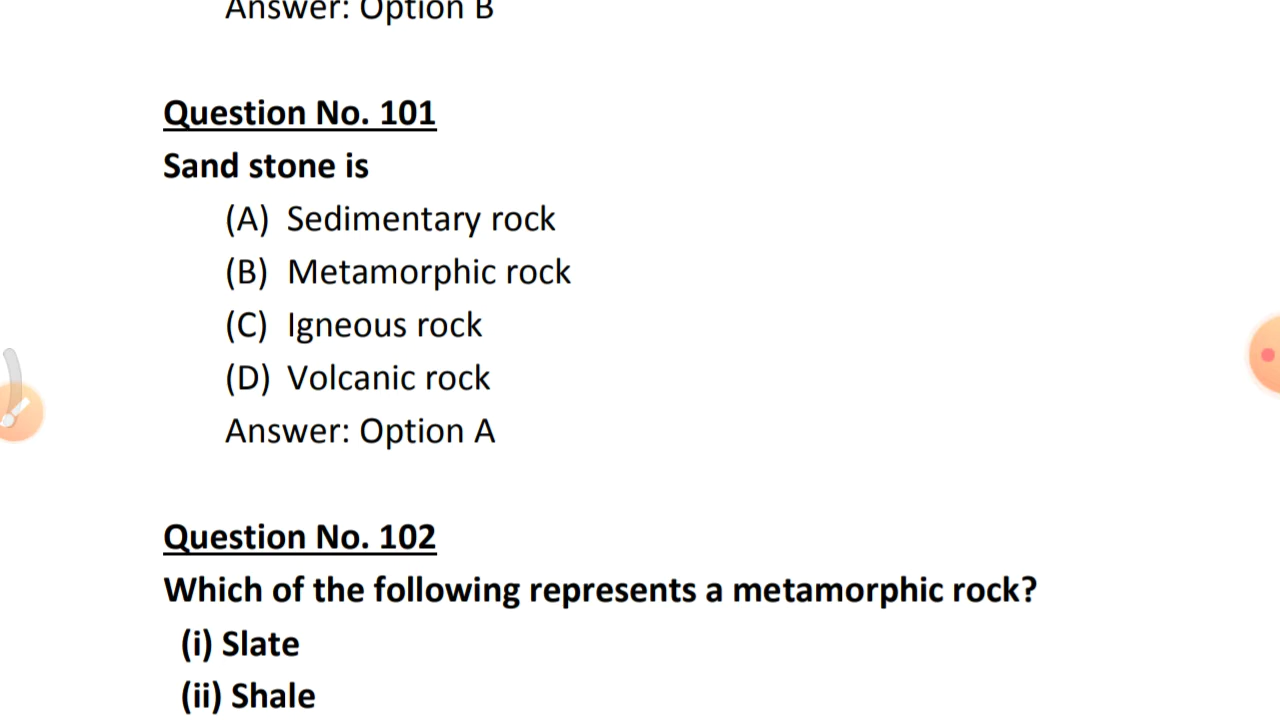 Answer: Option B
Question No. 101
Sand stone is
(A) Sedimentary rock
(B) Metamorphic rock
(C) Igneous rock
(D) Volcanic rock
Answer: Option A
Question No. 102
Which of the following represents a metamorphic rock?
(i) Slate
(ii) Shale